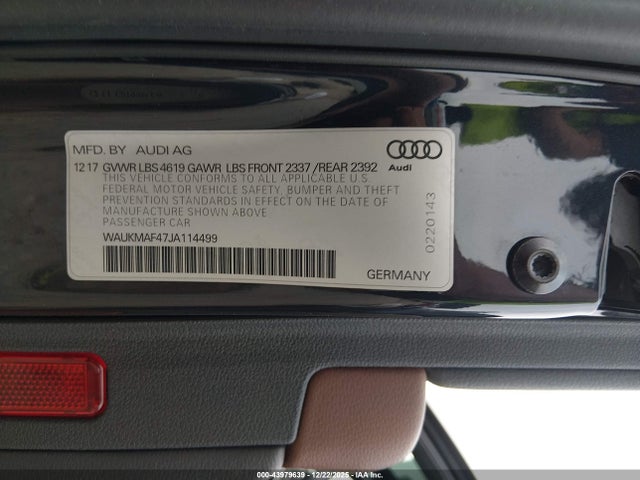 MFD. BY AUDI AG
12 17 GVWR LBS 4619 GAWR LBS FRONT 2337 /REAR 2392
THIS VEHICLE CONFORMS TO ALL APPLICABLE U.S.
FEDERAL MOTOR VEHICLE SAFETY, BUMPER AND THEFT
PREVENTION STANDARDS IN EFFECT ON THE DATE OF
MANUFACTURE SHOWN ABOVE
PASSENGER CAR
WAUKMAF47JA114499
Audi
0220143
GERMANY
000-43979639 - 12/22/2025 - IAA Inc.